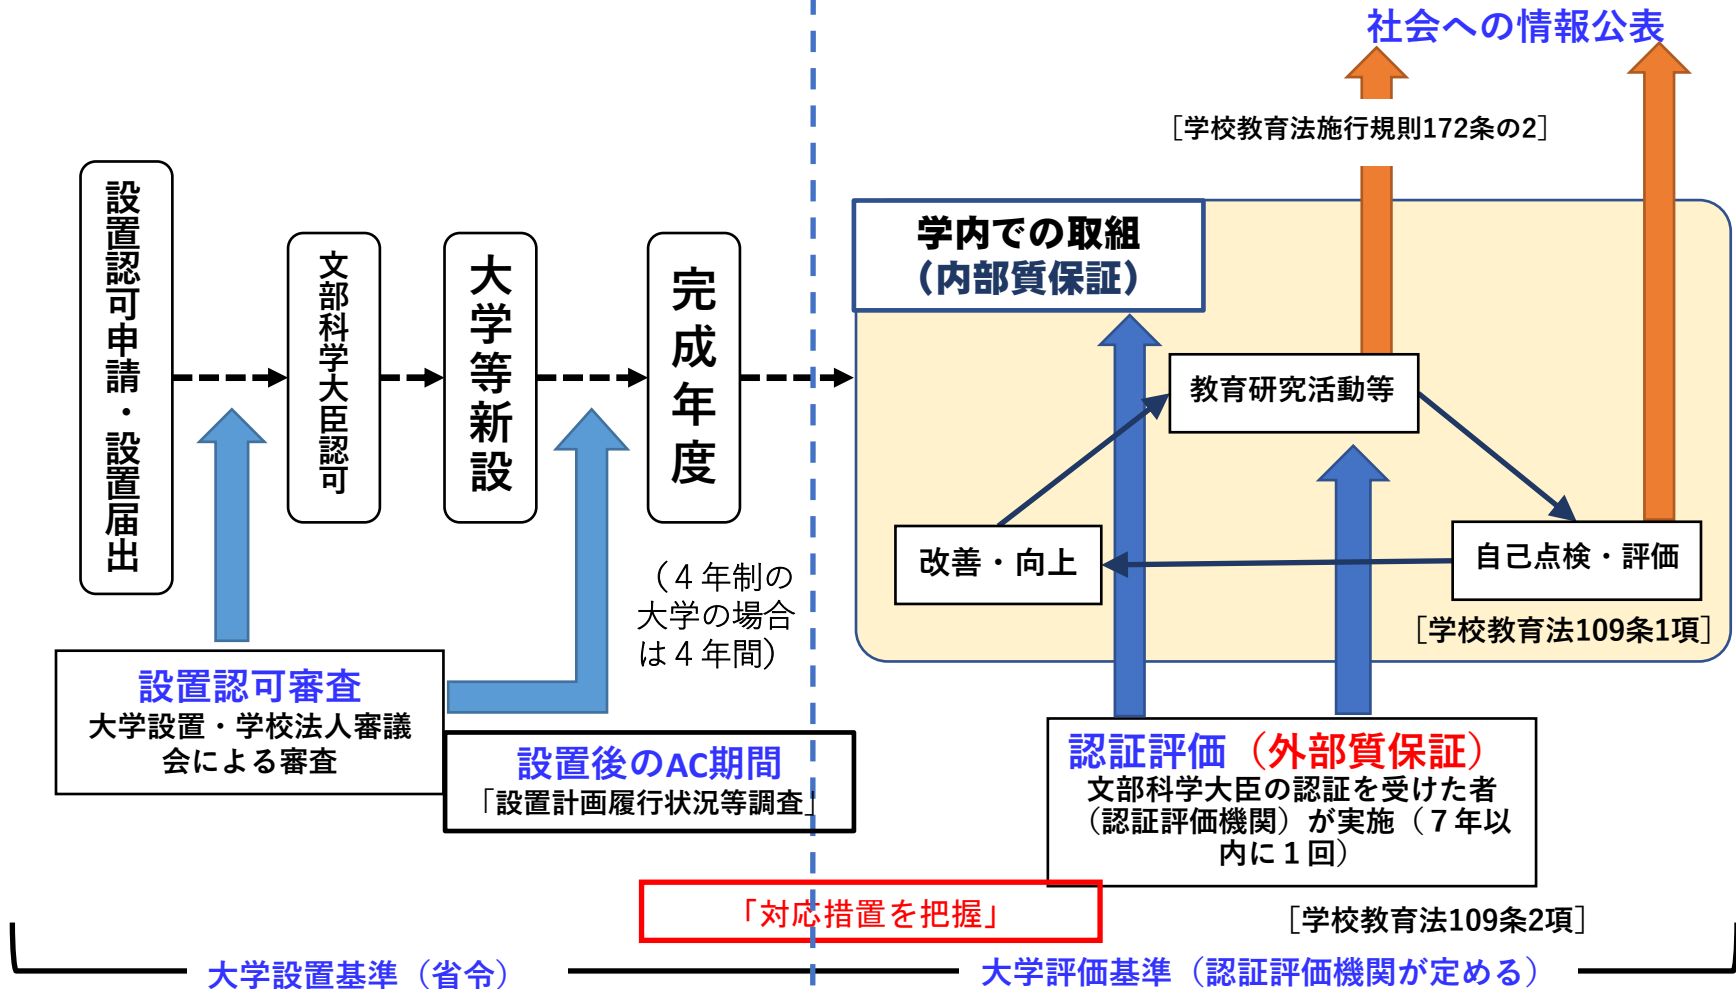 社会への情報公表
［学校教育法施行規則172条の2］
設置認可申請・設置届出
文部科学大臣認可
大学等新設
完成年度
（４年制の
大学の場合
は４年間）
学内での取組
（内部質保証）
教育研究活動等
改善・向上
自己点検・評価
［学校教育法109条1項］
設置認可審査
大学設置・学校法人審議
会による審査
設置後のAC期間
「設置計画履行状況等調査」
認証評価（外部質保証）
文部科学大臣の認証を受けた者
（認証評価機関）が実施（７年以
内に１回）
「対応措置を把握」
［学校教育法109条2項］
大学設置基準（省令）
大学評価基準（認証評価機関が定める）